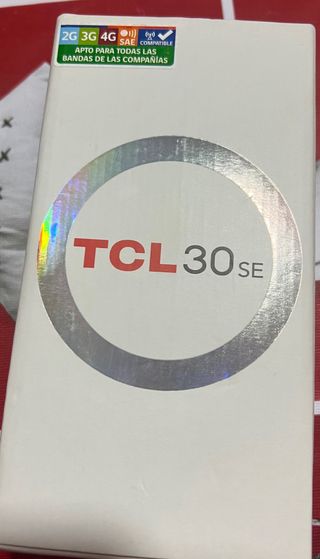 2G 3G 4G SAE COMPATIBLE
APTO PARA TODAS LAS
BANDAS DE LAS COMPAÑÍAS
TCL 30 SE